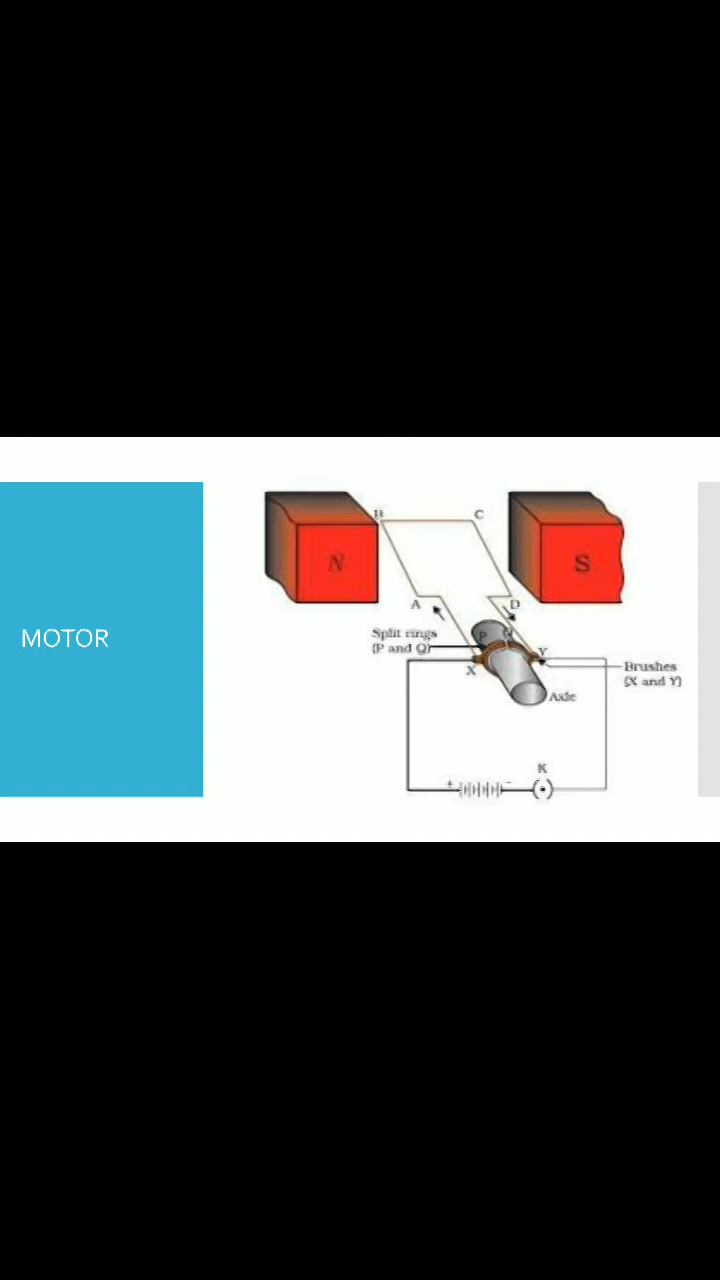 MOTOR
B
C
N
S
A
D
Split rings
(P and Q)
P
Q
X
Y
Brushes
(X and Y)
Axle
K
+
-